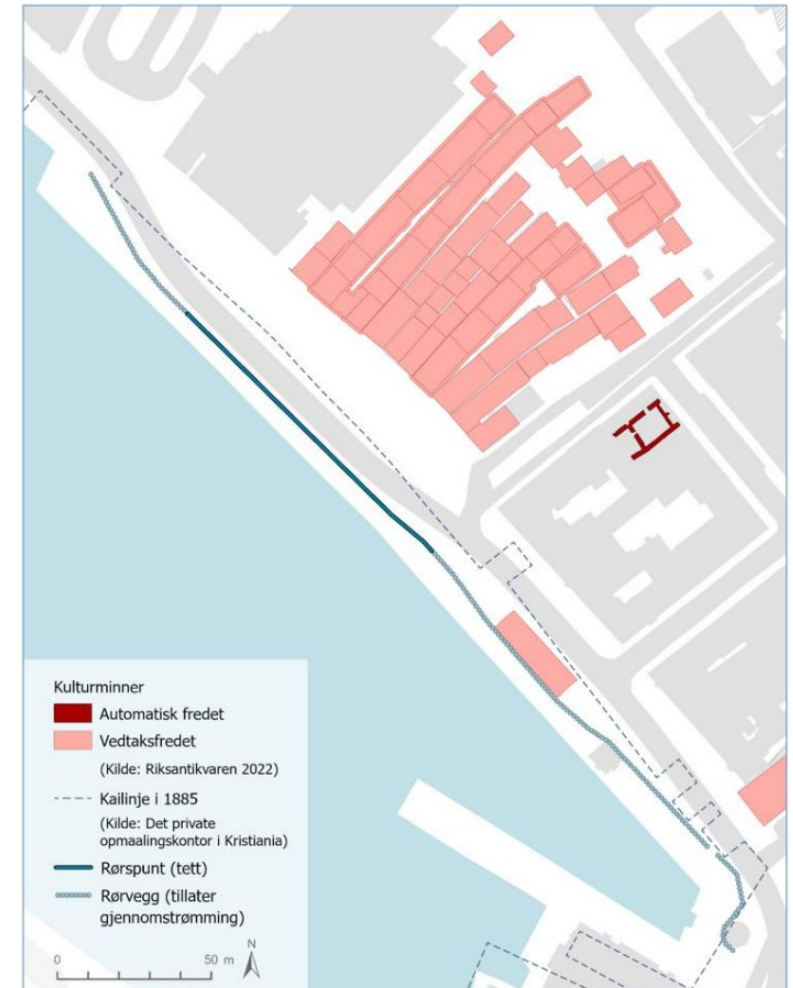 Kulturminner
Automatisk fredet
Vedtaksfredet
(Kilde: Riksantikvaren 2022)
Kailinje i 1885
(Kilde: Det private
opmaalingskontor i Kristiania)
Rørspunt (tett)
Rørvegg (tillater
gjennomstrømming)
0 50 m N